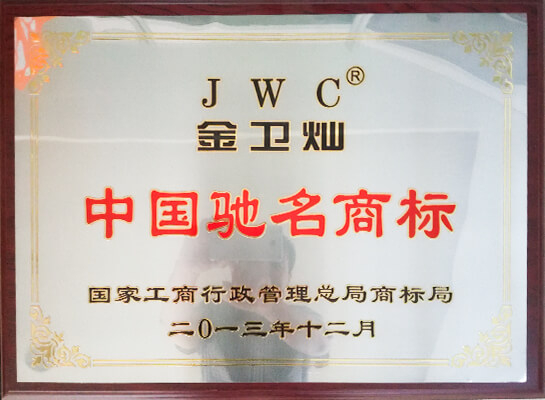 JWC®
金卫灿
中国驰名商标
国家工商行政管理总局商标局
二0一三年十二月